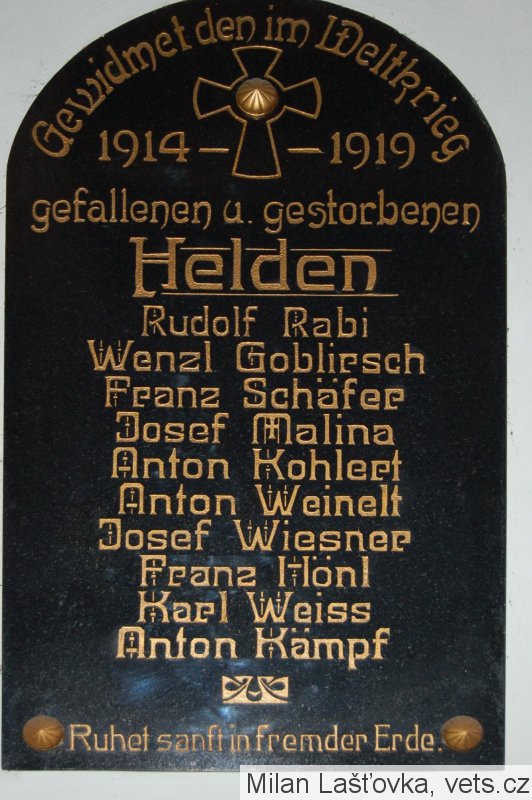 Gewidmet den im Weltkrieg
1914 – – 1919
gefallenen u. gestorbenen
Helden
Rudolf Rabi
Wenzl Goblirsch
Franz Schäfer
Josef Malina
Anton Kohlert
Anton Weinelt
Josef Wiesner
Franz Hönl
Karl Weiss
Anton Kämpf
Ruhet sanft in fremder Erde.
Milan Lašťovka, vets.cz